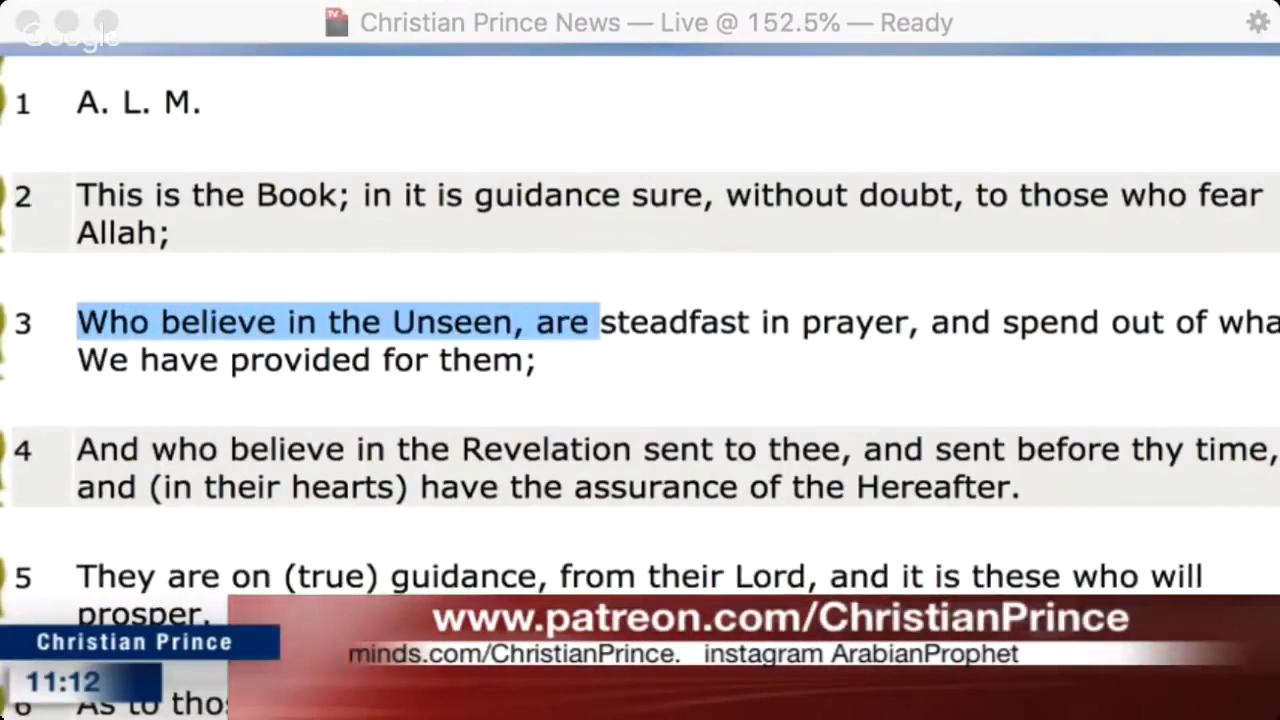 Christian Prince News — Live @ 152.5% — Ready
Google
1 A. L. M.
2 This is the Book; in it is guidance sure, without doubt, to those who fear
Allah;
3 Who believe in the Unseen, are steadfast in prayer, and spend out of wha
We have provided for them;
4 And who believe in the Revelation sent to thee, and sent before thy time,
and (in their hearts) have the assurance of the Hereafter.
5 They are on (true) guidance, from their Lord, and it is these who will
prosper.
www.patreon.com/ChristianPrince
Christian Prince
minds.com/ChristianPrince. instagram ArabianProphet
11:12
6 As to thos